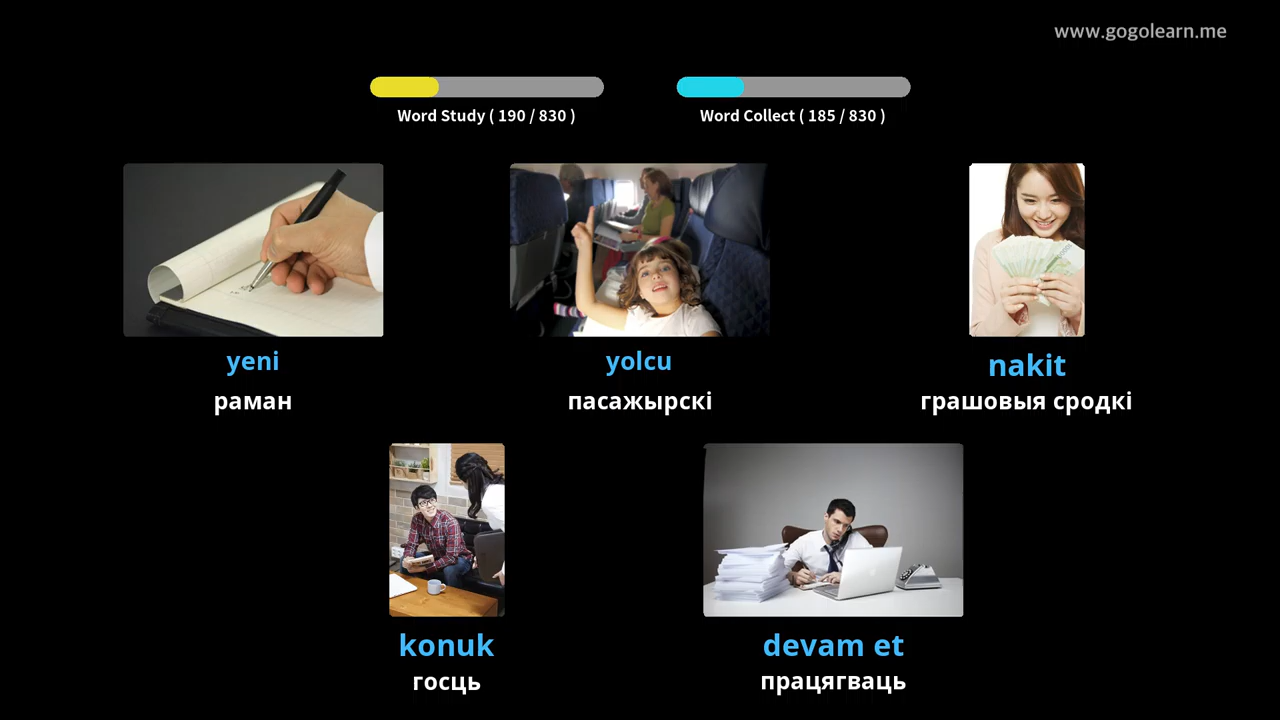 www.gogolearn.me
Word Study ( 190 / 830 )
Word Collect ( 185 / 830 )
yeni
раман
yolcu
пасажырскі
nakit
грашовыя сродкі
konuk
госць
devam et
працягваць